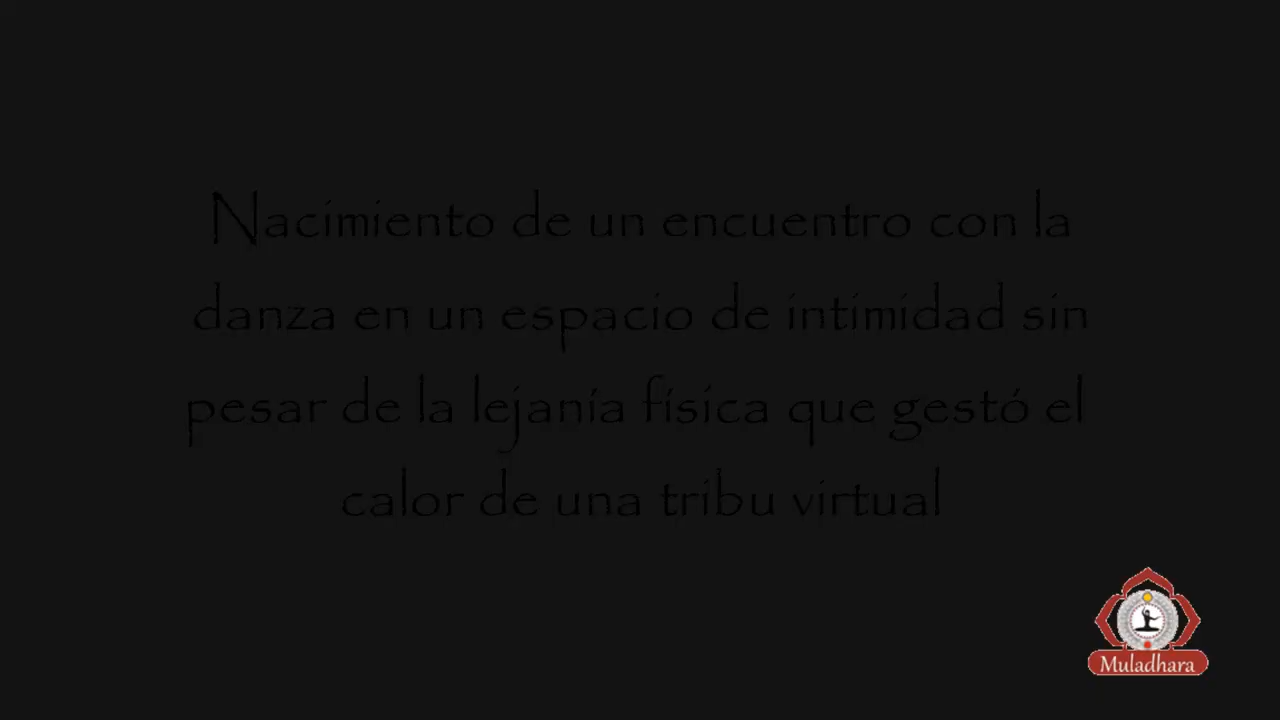 Nacimiento de un encuentro con la
danza en un espacio de intimidad sin
pesar de la lejanía física que gestó el
calor de una tribu virtual
Muladhara